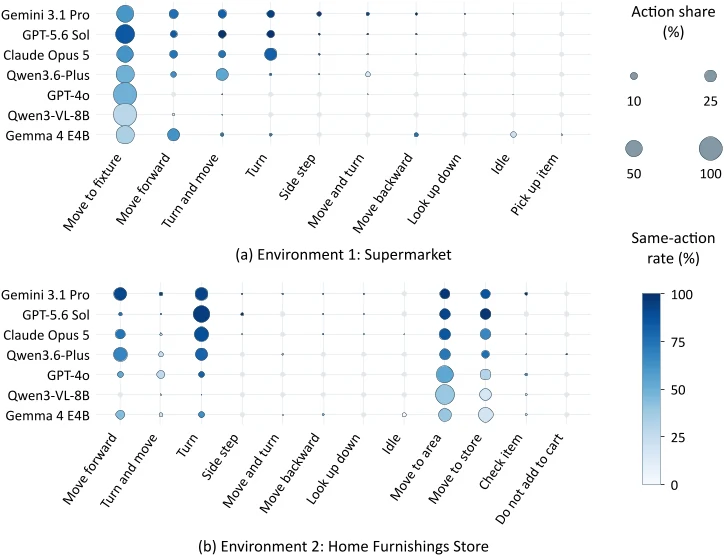 Gemini 3.1 Pro
GPT-5.6 Sol
Claude Opus 5
Qwen3.6-Plus
GPT-4o
Qwen3-VL-8B
Gemma 4 E4B
Move to fixture
Move forward
Turn and move
Turn
Side step
Move and turn
Move backward
Look up down
Idle
Pick up item
(a) Environment 1: Supermarket
Action share
(%)
10
25
50
100
Gemini 3.1 Pro
GPT-5.6 Sol
Claude Opus 5
Qwen3.6-Plus
GPT-4o
Qwen3-VL-8B
Gemma 4 E4B
Move forward
Turn and move
Turn
Side step
Move and turn
Move backward
Look up down
Idle
Move to area
Move to store
Check item
Do not add to cart
(b) Environment 2: Home Furnishings Store
Same-action
rate (%)
100
75
50
25
0